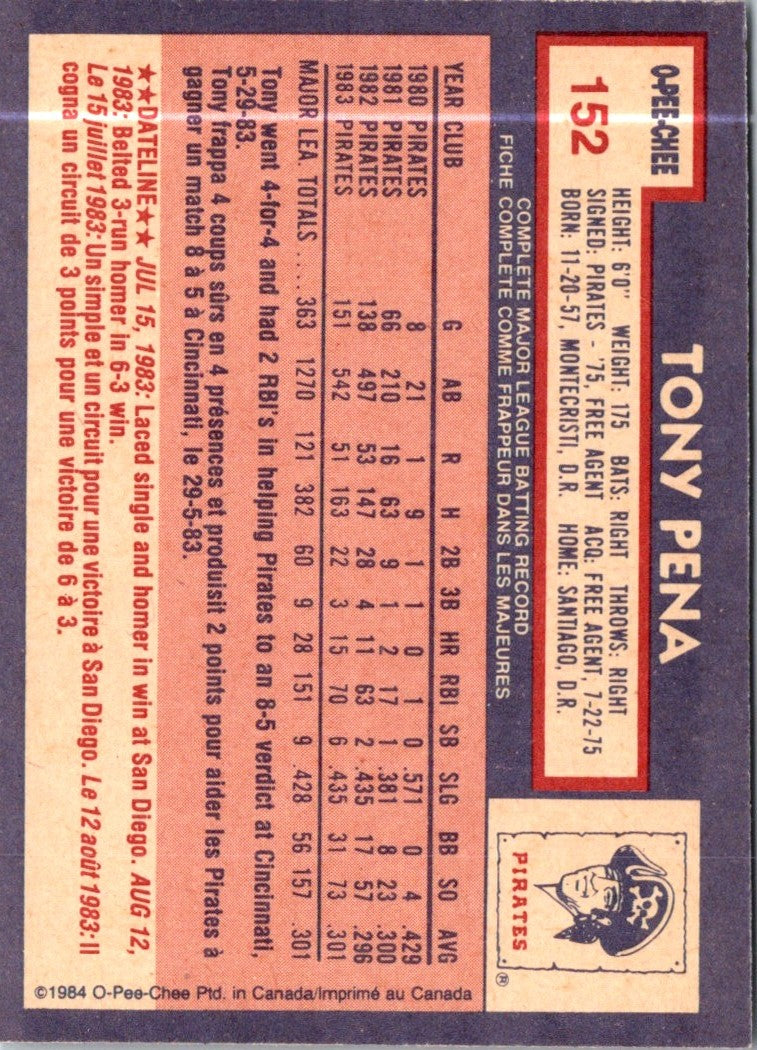 O-PEE-CHEE
152
TONY PENA
HEIGHT: 6'0" WEIGHT: 175 BATS: RIGHT THROWS: RIGHT
SIGNED: PIRATES - '75, FREE AGENT ACQ: FREE AGENT, 7-22-75
BORN: 11-20-57, MONTECRISTI, D.R. HOME: SANTIAGO, D.R.
PIRATES
®
COMPLETE MAJOR LEAGUE BATTING RECORD
FICHE COMPLETE COMME FRAPPEUR DANS LES MAJEURES
YEAR CLUB G AB R H 2B 3B HR RBI SB SLG BB SO AVG
1980 PIRATES 8 21 1 9 1 1 0 1 0 .571 0 4 .429
1981 PIRATES 66 210 16 63 9 1 2 17 1 .381 8 23 .300
1982 PIRATES 138 497 53 147 28 4 11 63 2 .435 17 57 .296
1983 PIRATES 151 542 51 163 22 3 15 70 6 .435 31 73 .301
MAJOR LEA. TOTALS .... 363 1270 121 382 60 9 28 151 9 .428 56 157 .301
Tony went 4-for-4 and had 2 RBI's in helping Pirates to an 8-5 verdict at Cincinnati,
5-29-83.
Tony frappa 4 coups sûrs en 4 présences et produisit 2 points pour aider les Pirates à
gagner un match 8 à 5 à Cincinnati, le 29-5-83.
★★DATELINE★★ JUL 15, 1983: Laced single and homer in win at San Diego. AUG 12,
1983: Belted 3-run homer in 6-3 win.
Le 15 juillet 1983: Un simple et un circuit pour une victoire à San Diego. Le 12 août 1983: Il
cogna un circuit de 3 points pour une victoire de 6 à 3.
©1984 O-Pee-Chee Ptd. in Canada/Imprimé au Canada